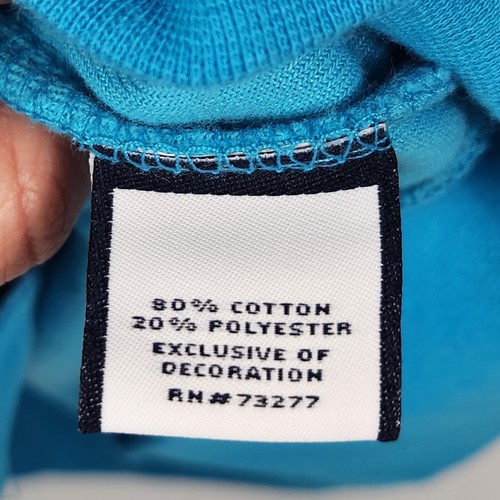 80% COTTON
20% POLYESTER
EXCLUSIVE OF
DECORATION
RN#73277